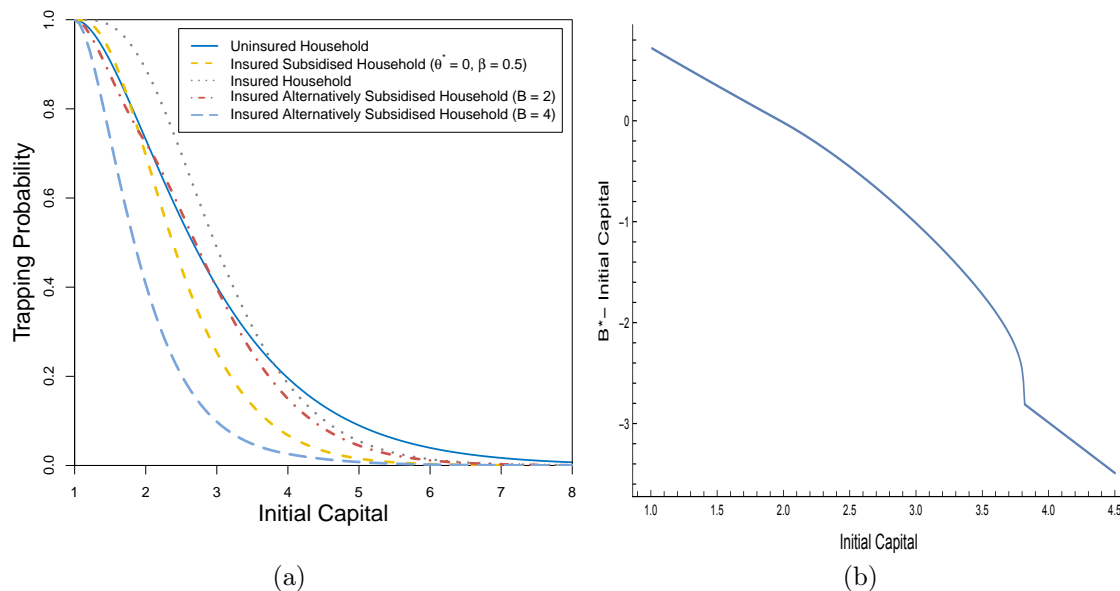 Trapping Probability
1.0
0.8
0.6
0.4
0.2
0.0
Uninsured Household
Insured Subsidised Household (θ* = 0, β = 0.5)
Insured Household
Insured Alternatively Subsidised Household (B = 2)
Insured Alternatively Subsidised Household (B = 4)
1 2 3 4 5 6 7 8
Initial Capital
(a)
B*− Initial Capital
0
−1
−2
−3
1.0 1.5 2.0 2.5 3.0 3.5 4.0 4.5
Initial Capital
(b)